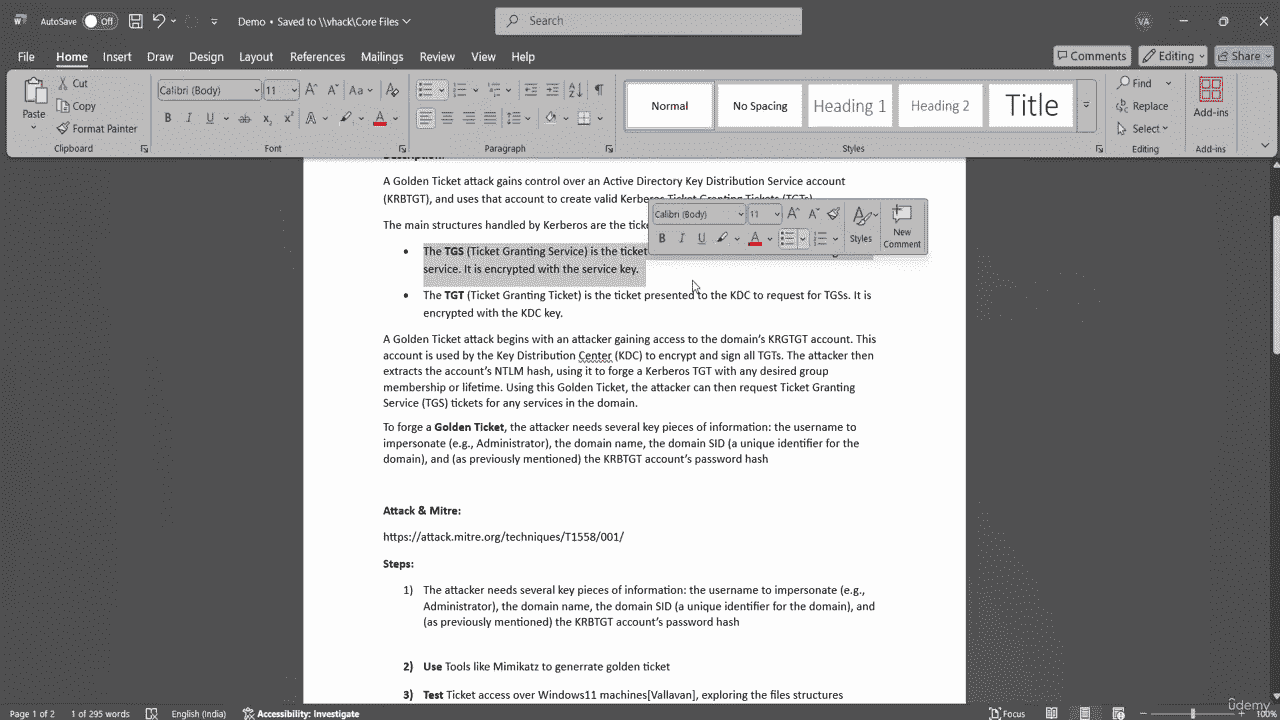 AutoSave Off Demo • Saved to \\vhack\Core Files Search VA
File Home Insert Draw Design Layout References Mailings Review View Help Comments Editing Share
Paste Cut Copy Format Painter
Calibri (Body) 11 Aa
B I U ab x₂ x² A A
Normal No Spacing Heading 1 Heading 2 Title
Find Replace Select Add-ins
Clipboard Font Paragraph Styles Editing Add-ins
Description:
A Golden Ticket attack gains control over an Active Directory Key Distribution Service account
(KRBTGT), and uses that account to create valid Kerberos Ticket Granting Tickets (TGTs).
The main structures handled by Kerberos are the ticke
Calibri (Body) 11 A A Styles New Comment
B I U A
• The TGS (Ticket Granting Service) is the ticket
service. It is encrypted with the service key.
• The TGT (Ticket Granting Ticket) is the ticket presented to the KDC to request for TGSs. It is
encrypted with the KDC key.
A Golden Ticket attack begins with an attacker gaining access to the domain’s KRGTGT account. This
account is used by the Key Distribution Center (KDC) to encrypt and sign all TGTs. The attacker then
extracts the account’s NTLM hash, using it to forge a Kerberos TGT with any desired group
membership or lifetime. Using this Golden Ticket, the attacker can then request Ticket Granting
Service (TGS) tickets for any services in the domain.
To forge a Golden Ticket, the attacker needs several key pieces of information: the username to
impersonate (e.g., Administrator), the domain name, the domain SID (a unique identifier for the
domain), and (as previously mentioned) the KRBTGT account’s password hash
Attack & Mitre:
https://attack.mitre.org/techniques/T1558/001/
Steps:
1) The attacker needs several key pieces of information: the username to impersonate (e.g.,
Administrator), the domain name, the domain SID (a unique identifier for the domain), and
(as previously mentioned) the KRBTGT account’s password hash
2) Use Tools like Mimikatz to generrate golden ticket
3) Test Ticket access over Windows11 machines[Vallavan], exploring the files structures
Page 1 of 2 1 of 295 words English (India) Accessibility: Investigate Focus 100%
ûdemy